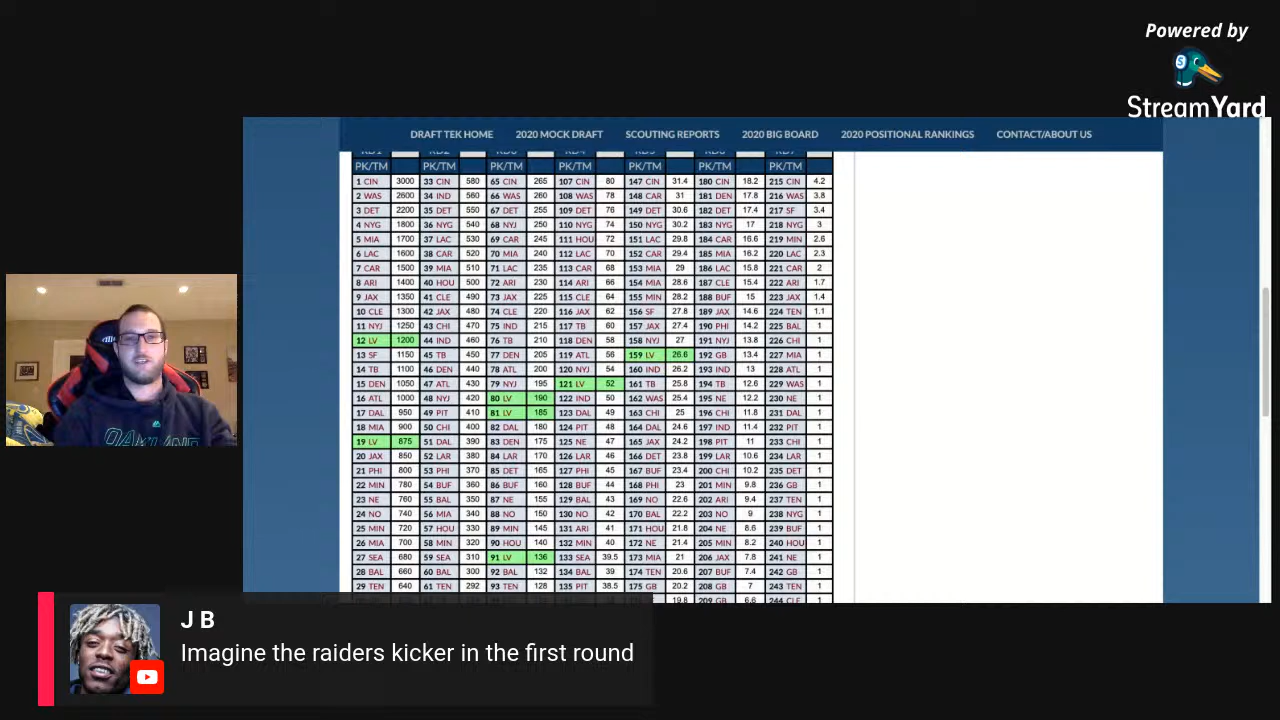 Powered by
StreamYard
DRAFT TEK HOME 2020 MOCK DRAFT SCOUTING REPORTS 2020 BIG BOARD 2020 POSITIONAL RANKINGS CONTACT/ABOUT US
PK/TM PK/TM PK/TM PK/TM PK/TM PK/TM PK/TM
1 CIN 3000 33 CIN 580 65 CIN 265 107 CIN 80 147 CIN 31.4 180 CIN 18.2 215 CIN 4.2
2 WAS 2600 34 IND 560 66 WAS 260 108 WAS 78 148 CAR 31 181 DEN 17.8 216 WAS 3.8
3 DET 2200 35 DET 550 67 DET 255 109 DET 76 149 DET 30.6 182 DET 17.4 217 SF 3.4
4 NYG 1800 36 NYG 540 68 NYJ 250 110 NYG 74 150 NYG 30.2 183 NYG 17 218 NYG 3
5 MIA 1700 37 LAC 530 69 CAR 245 111 HOU 72 151 LAC 29.8 184 CAR 16.6 219 MIN 2.6
6 LAC 1600 38 CAR 520 70 MIA 240 112 LAC 70 152 CAR 29.4 185 MIA 16.2 220 LAC 2.3
7 CAR 1500 39 MIA 510 71 LAC 235 113 CAR 68 153 MIA 29 186 LAC 15.8 221 CAR 2
8 ARI 1400 40 HOU 500 72 ARI 230 114 ARI 66 154 MIA 28.6 187 CLE 15.4 222 ARI 1.7
9 JAX 1350 41 CLE 490 73 JAX 225 115 CLE 64 155 MIN 28.2 188 BUF 15 223 JAX 1.4
10 CLE 1300 42 JAX 480 74 CLE 220 116 JAX 62 156 SF 27.8 189 JAX 14.6 224 TEN 1.1
11 NYJ 1250 43 CHI 470 75 IND 215 117 TB 60 157 JAX 27.4 190 PHI 14.2 225 BAL 1
12 LV 1200 44 IND 460 76 TB 210 118 DEN 58 158 NYJ 27 191 NYJ 13.8 226 CHI 1
13 SF 1150 45 TB 450 77 DEN 205 119 ATL 56 159 LV 26.6 192 GB 13.4 227 MIA 1
14 TB 1100 46 DEN 440 78 ATL 200 120 NYJ 54 160 IND 26.2 193 IND 13 228 ATL 1
15 DEN 1050 47 ATL 430 79 NYJ 195 121 LV 52 161 TB 25.8 194 TB 12.6 229 WAS 1
16 ATL 1000 48 NYJ 420 80 LV 190 122 IND 50 162 WAS 25.4 195 NE 12.2 230 NE 1
17 DAL 950 49 PIT 410 81 LV 185 123 DAL 49 163 CHI 25 196 CHI 11.8 231 DAL 1
18 MIA 900 50 CHI 400 82 DAL 180 124 PIT 48 164 DAL 24.6 197 IND 11.4 232 PIT 1
19 LV 875 51 DAL 390 83 DEN 175 125 NE 47 165 JAX 24.2 198 PIT 11 233 CHI 1
20 JAX 850 52 LAR 380 84 LAR 170 126 LAR 46 166 DET 23.8 199 LAR 10.6 234 LAR 1
21 PHI 800 53 PHI 370 85 DET 165 127 PHI 45 167 BUF 23.4 200 CHI 10.2 235 DET 1
22 MIN 780 54 BUF 360 86 BUF 160 128 BUF 44 168 PHI 23 201 MIN 9.8 236 GB 1
23 NE 760 55 BAL 350 87 NE 155 129 BAL 43 169 NO 22.6 202 ARI 9.4 237 TEN 1
24 NO 740 56 MIA 340 88 NO 150 130 NO 42 170 BAL 22.2 203 NO 9 238 NYG 1
25 MIN 720 57 HOU 330 89 MIN 145 131 ARI 41 171 HOU 21.8 204 NE 8.6 239 BUF 1
26 MIA 700 58 MIN 320 90 HOU 140 132 MIN 40 172 NE 21.4 205 MIN 8.2 240 HOU 1
27 SEA 680 59 SEA 310 91 LV 136 133 SEA 39.5 173 MIA 21 206 JAX 7.8 241 NE 1
28 BAL 660 60 BAL 300 92 BAL 132 134 BAL 39 174 TEN 20.6 207 BUF 7.4 242 GB 1
29 TEN 640 61 TEN 292 93 TEN 128 135 PIT 38.5 175 GB 20.2 208 GB 7 243 TEN 1
19.8 209 GB 6.6 244 CLE 1
OAKLAND
J B
Imagine the raiders kicker in the first round